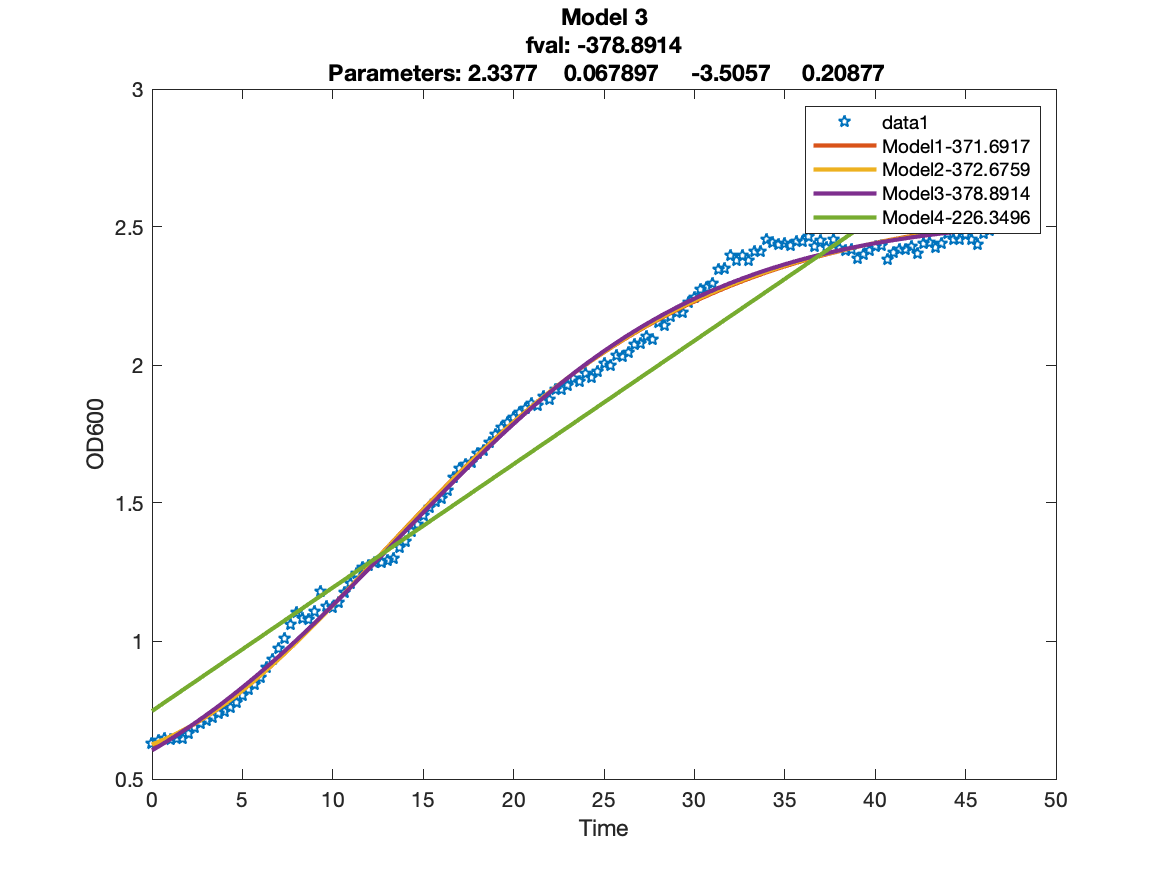 Model 3
fval: -378.8914
Parameters: 2.3377 0.067897 -3.5057 0.20877
3
2.5
2
1.5
1
0.5
OD600
data1
Model1-371.6917
Model2-372.6759
Model3-378.8914
Model4-226.3496
0 5 10 15 20 25 30 35 40 45 50
Time